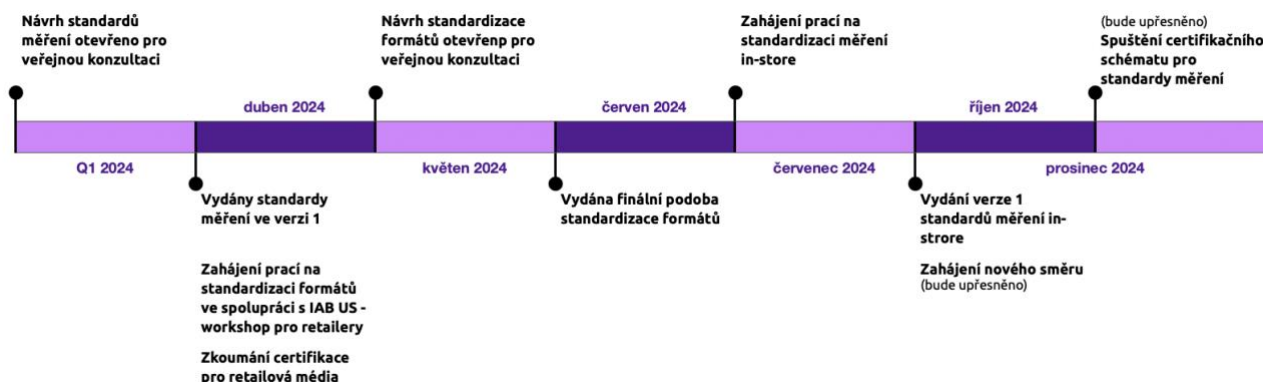 Návrh standardů
měření otevřeno pro
veřejnou konzultaci
Návrh standardizace
formátů otevřenp pro
veřejnou konzultaci
Zahájení prací na
standardizaci měření
in-store
(bude upřesněno)
Spuštění certifikačního
schématu pro
standardy měření
duben 2024
červen 2024
říjen 2024
Q1 2024
květen 2024
červenec 2024
prosinec 2024
Vydány standardy
měření ve verzi 1
Zahájení prací na
standardizaci formátů
ve spolupráci s IAB US -
workshop pro retailery
Zkoumání certifikace
pro retailová média
Vydána finální podoba
standardizace formátů
Vydání verze 1
standardů měření in-
strore
Zahájení nového směru
(bude upřesněno)